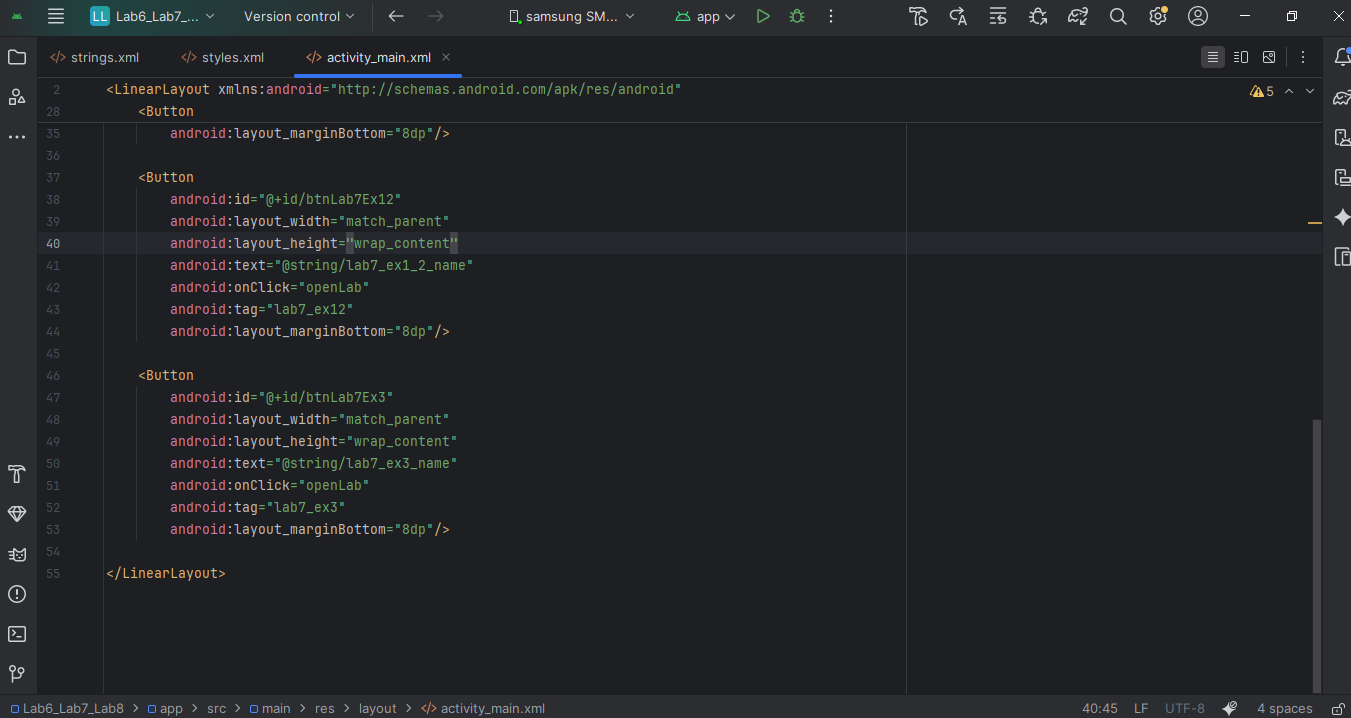 LL Lab6_Lab7_... Version control samsung SM... app
strings.xml styles.xml activity_main.xml
2 <LinearLayout xmlns:android="http://schemas.android.com/apk/res/android" 5
28 <Button
35 android:layout_marginBottom="8dp"/>
36
37 <Button
38 android:id="@+id/btnLab7Ex12"
39 android:layout_width="match_parent"
40 android:layout_height="wrap_content"
41 android:text="@string/lab7_ex1_2_name"
42 android:onClick="openLab"
43 android:tag="lab7_ex12"
44 android:layout_marginBottom="8dp"/>
45
46 <Button
47 android:id="@+id/btnLab7Ex3"
48 android:layout_width="match_parent"
49 android:layout_height="wrap_content"
50 android:text="@string/lab7_ex3_name"
51 android:onClick="openLab"
52 android:tag="lab7_ex3"
53 android:layout_marginBottom="8dp"/>
54
55 </LinearLayout>
Lab6_Lab7_Lab8 > app > src > main > res > layout > activity_main.xml 40:45 LF UTF-8 4 spaces